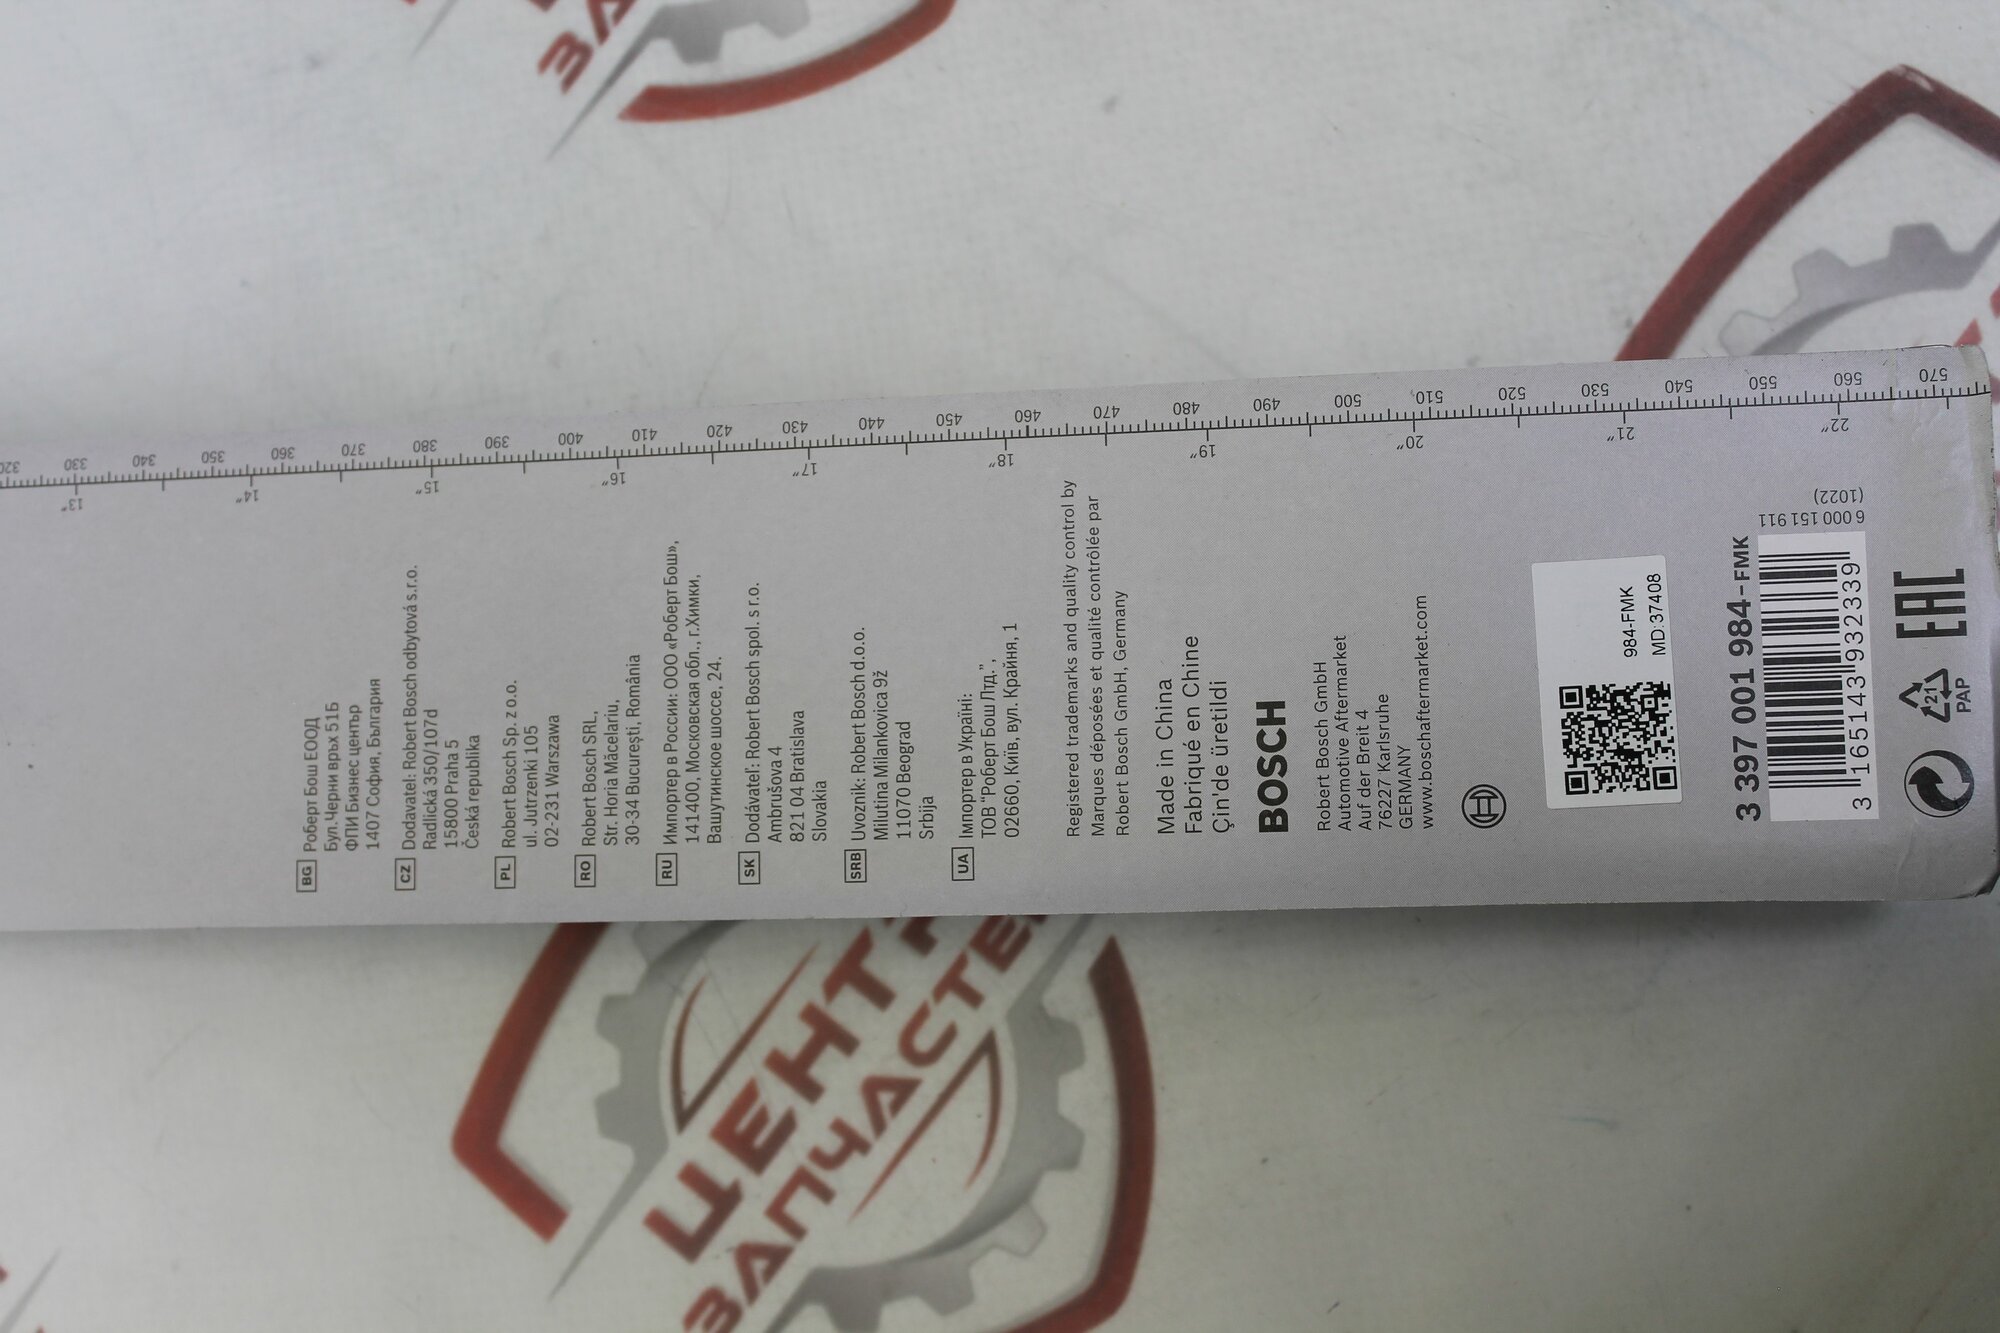 BG Роберт Бош ЕООД
Бул.Черни връх 51Б
ФПИ Бизнес център
1407 София, България
CZ Dodavatel: Robert Bosch odbytová s.r.o.
Radlická 350/107d
15800 Praha 5
Česká republika
PL Robert Bosch Sp. z o.o.
ul. Jutrzenki 105
02-231 Warszawa
RO Robert Bosch SRL,
Str. Horia Măcelariu,
30-34 Bucureşti, România
RU Импортер в России: ООО «Роберт Бош»,
141400, Московская обл., г.Химки,
Вашутинское шоссе, 24.
SK Dodávateľ: Robert Bosch spol. s r.o.
Ambrušova 4
821 04 Bratislava
Slovakia
SRB Uvoznik: Robert Bosch d.o.o.
Milutina Milankovica 9ž
11070 Beograd
Srbija
UA Імпортер в Україні:
ТОВ "Роберт Бош Лтд.",
02660, Київ, вул. Крайня, 1
Registered trademarks and quality control by
Marques déposées et qualité contrôlée par
Robert Bosch GmbH, Germany
Made in China
Fabriqué en Chine
Çin'de üretildi
BOSCH
Robert Bosch GmbH
Automotive Aftermarket
Auf der Breit 4
76227 Karlsruhe
GERMANY
www.boschaftermarket.com
984-FMK
MD:37408
3 397 001 984-FMK
3 165143 932339
6 000 151 911
(1022)
21
PAP
EAC
320 330 340 350 360 370 380 390 400 410 420 430 440 450 460 470 480 490 500 510 520 530 540 550 560 570
13" 14" 15" 16" 17" 18" 19" 20" 21" 22"
ЦЕНТР
ЗАПЧАСТЕЙ